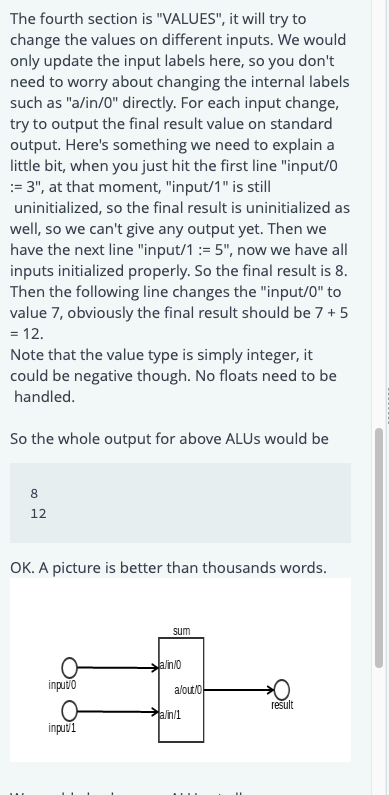 The fourth section is "VALUES", it will try to
change the values on different inputs. We would
only update the input labels here, so you don't
need to worry about changing the internal labels
such as "a/in/0" directly. For each input change,
try to output the final result value on standard
output. Here's something we need to explain a
little bit, when you just hit the first line "input/0
:= 3", at that moment, "input/1" is still
uninitialized, so the final result is uninitialized as
well, so we can't give any output yet. Then we
have the next line "input/1 := 5", now we have all
inputs initialized properly. So the final result is 8.
Then the following line changes the "input/0" to
value 7, obviously the final result should be 7 + 5
= 12.
Note that the value type is simply integer, it
could be negative though. No floats need to be
handled.
So the whole output for above ALUs would be
8
12
OK. A picture is better than thousands words.
sum
a/in/0
input/0
a/out/0
result
a/in/1
input/1